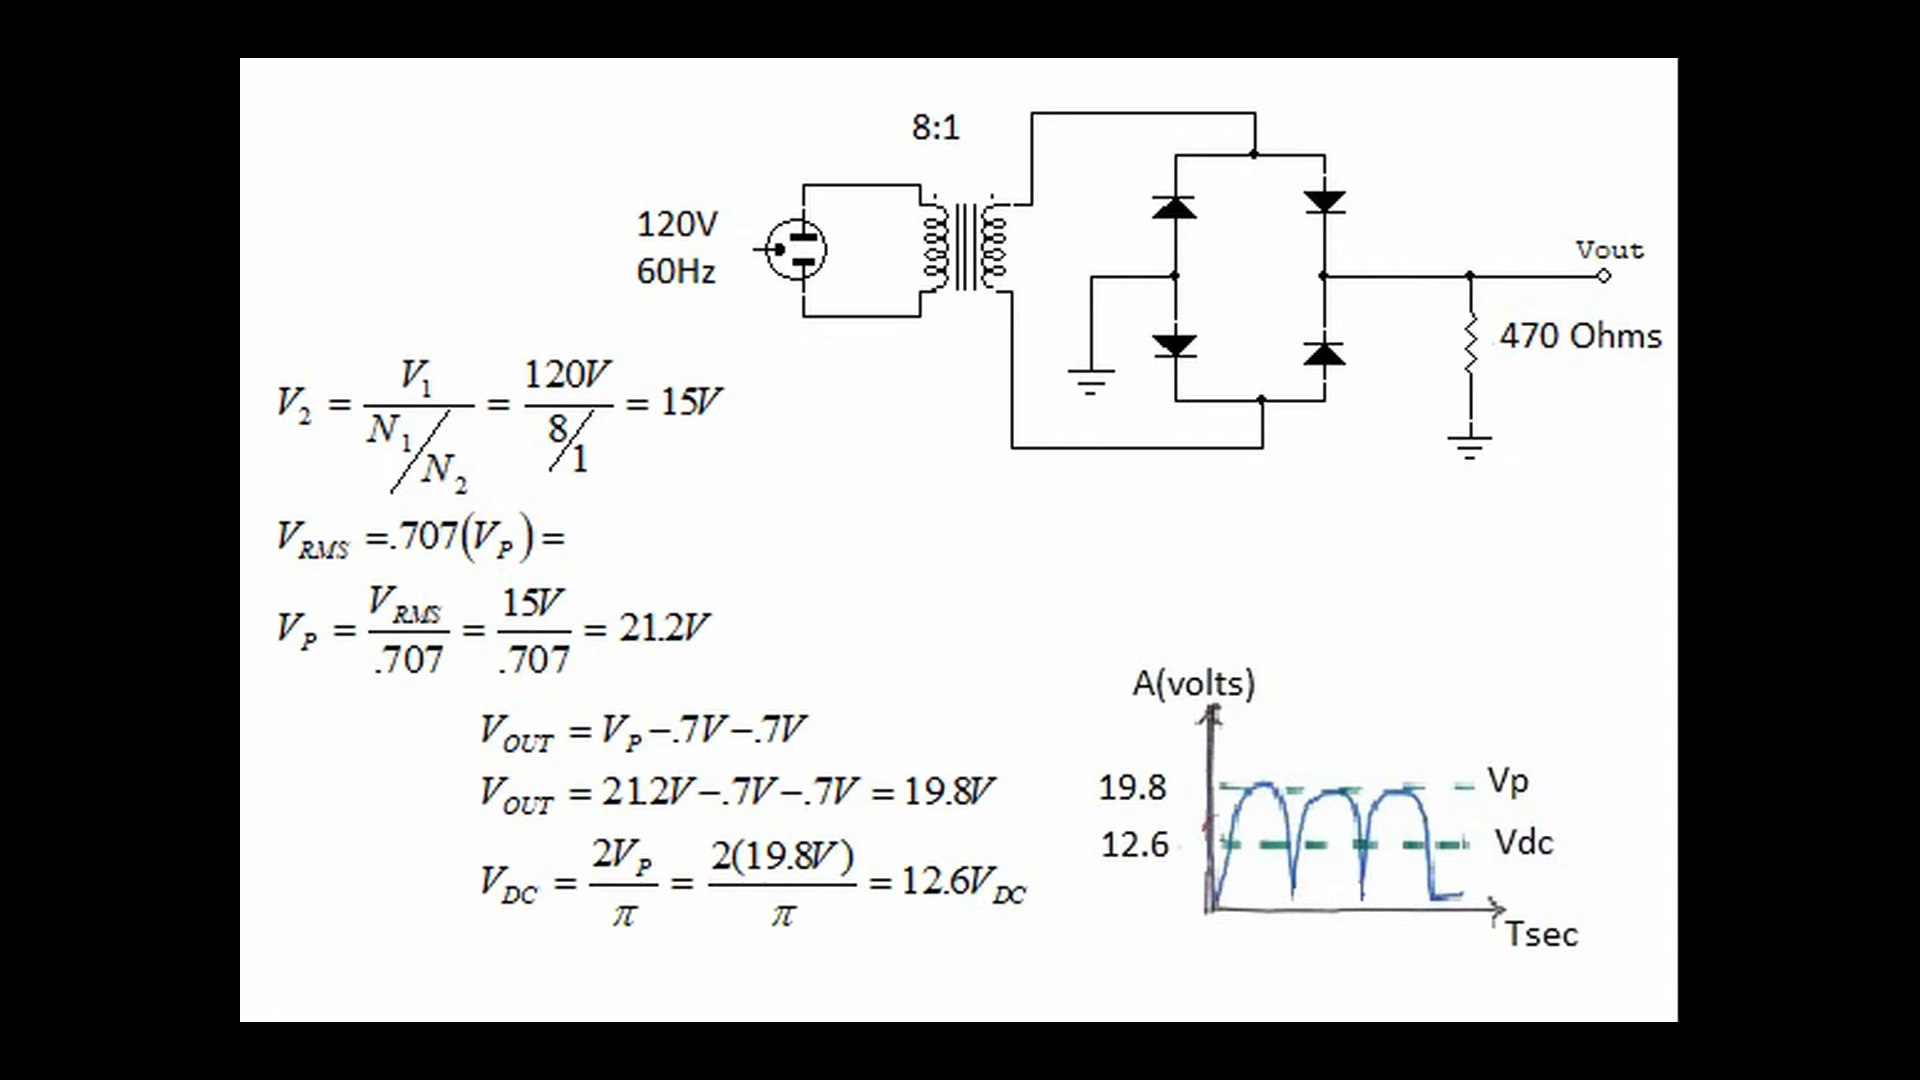 8:1
120V
60Hz
Vout
470 Ohms
V₂ = V₁ / (N₁/N₂) = 120V / (8/1) = 15V
V_RMS =.707(V_P)=
V_P = V_RMS / .707 = 15V / .707 = 21.2V
V_OUT = V_P −.7V−.7V
V_OUT = 21.2V−.7V−.7V = 19.8V
V_DC = 2V_P / π = 2(19.8V) / π = 12.6V_DC
A(volts)
19.8 Vp
12.6 Vdc
Tsec